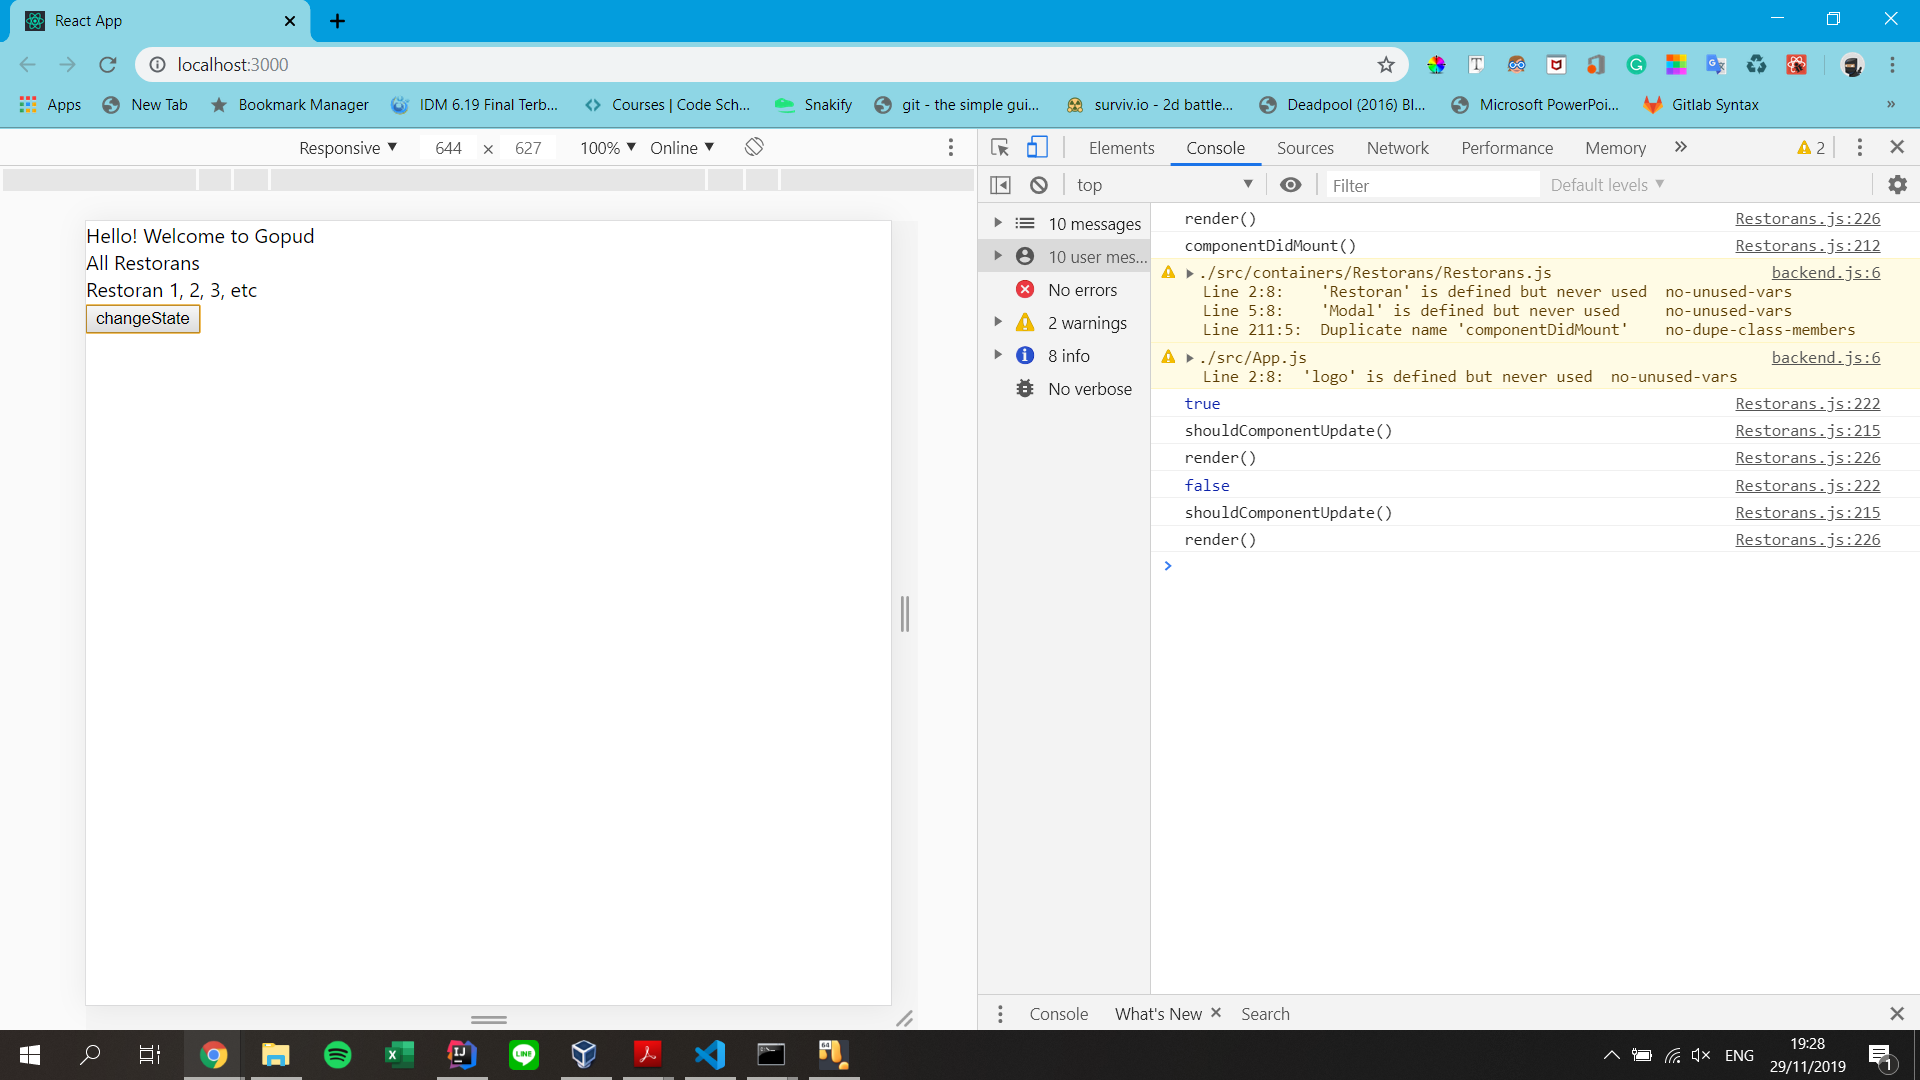 React App
localhost:3000
Apps
New Tab
Bookmark Manager
IDM 6.19 Final Terb...
Courses | Code Sch...
Snakify
git - the simple gui...
surviv.io - 2d battle...
Deadpool (2016) Bl...
Microsoft PowerPoi...
Gitlab Syntax
»
Responsive ▼ 644 × 627 100% ▼ Online ▼
Hello! Welcome to Gopud
All Restorans
Restoran 1, 2, 3, etc
changeState
Elements Console Sources Network Performance Memory » 2
top ▼ Filter Default levels ▼
10 messages
10 user mes...
No errors
2 warnings
8 info
No verbose
render() Restorans.js:226
componentDidMount() Restorans.js:212
./src/containers/Restorans/Restorans.js backend.js:6
Line 2:8: 'Restoran' is defined but never used no-unused-vars
Line 5:8: 'Modal' is defined but never used no-unused-vars
Line 211:5: Duplicate name 'componentDidMount' no-dupe-class-members
./src/App.js backend.js:6
Line 2:8: 'logo' is defined but never used no-unused-vars
true Restorans.js:222
shouldComponentUpdate() Restorans.js:215
render() Restorans.js:226
false Restorans.js:222
shouldComponentUpdate() Restorans.js:215
render() Restorans.js:226
>
Console What's New × Search
ENG
19:28
29/11/2019
1